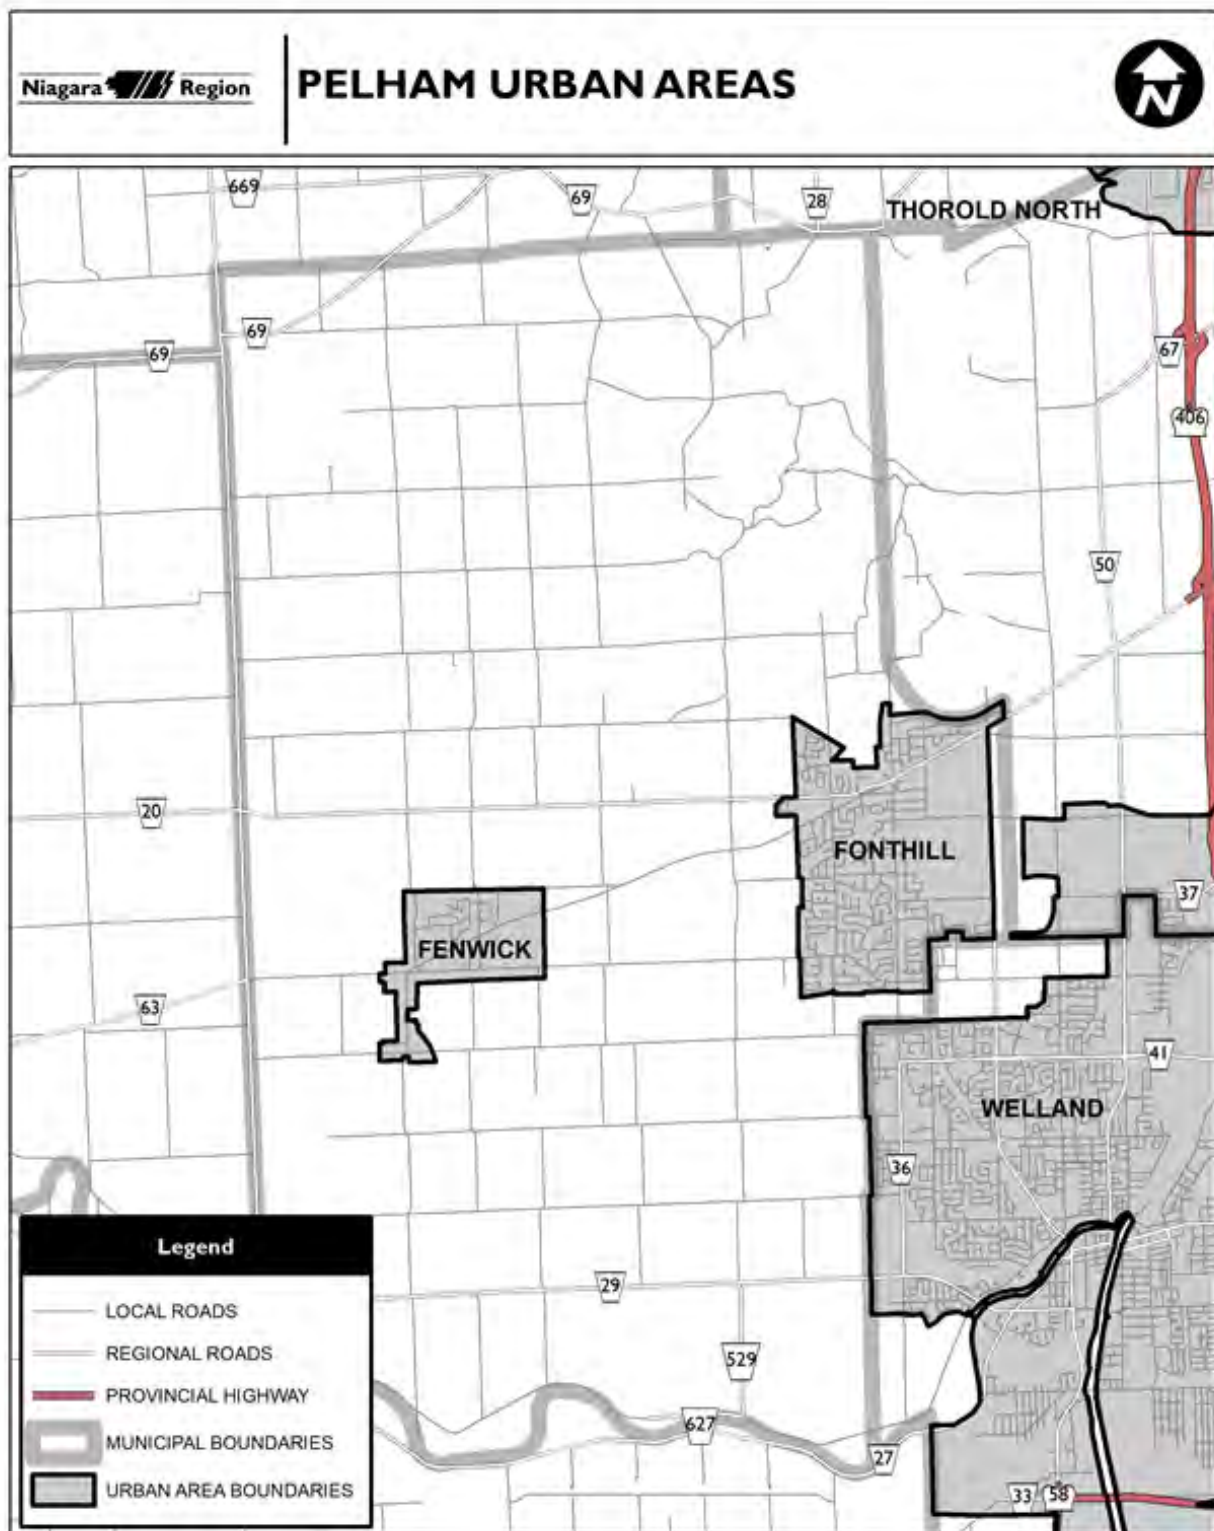 Niagara Region
PELHAM URBAN AREAS
N
669
69
28
THOROLD NORTH
69
69
67
406
50
20
FONTHILL
37
FENWICK
63
41
WELLAND
36
Legend
29
LOCAL ROADS
REGIONAL ROADS
529
PROVINCIAL HIGHWAY
627
MUNICIPAL BOUNDARIES
27
URBAN AREA BOUNDARIES
33
58